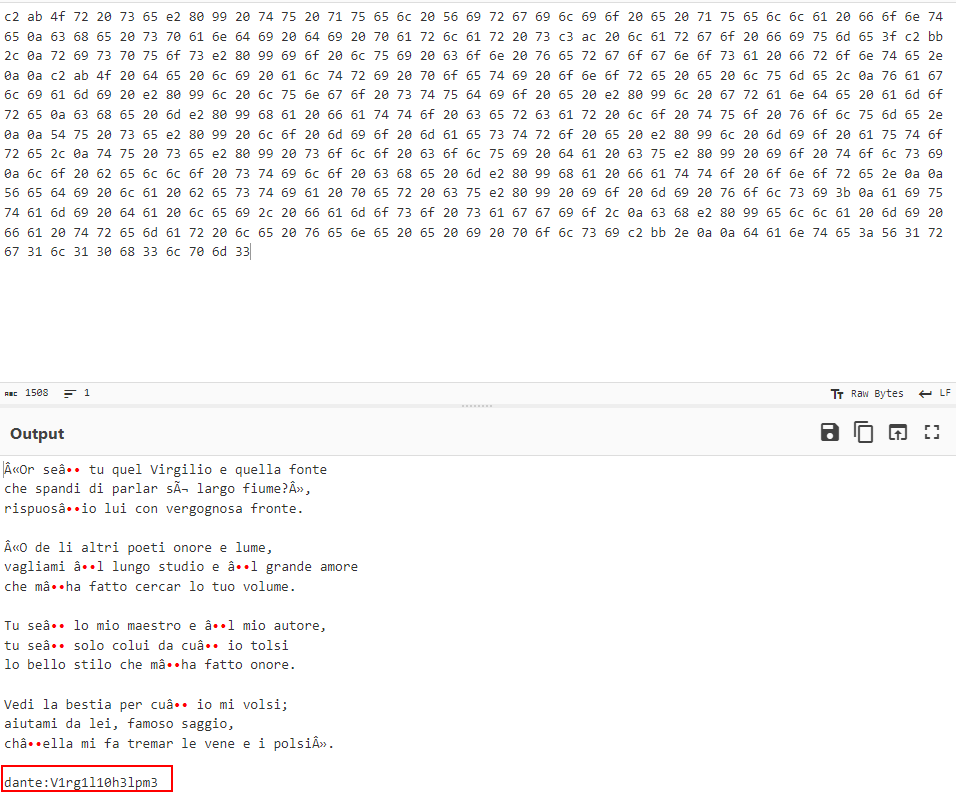 c2 ab 4f 72 20 73 65 e2 80 99 20 74 75 20 71 75 65 6c 20 56 69 72 67 69 6c 69 6f 20 65 20 71 75 65 6c 6c 61 20 66 6f 6e 74
65 0a 63 68 65 20 73 70 61 6e 64 69 20 64 69 20 70 61 72 6c 61 72 20 73 c3 ac 20 6c 61 72 67 6f 20 66 69 75 6d 65 3f c2 bb
2c 0a 72 69 73 70 75 6f 73 e2 80 99 69 6f 20 6c 75 69 20 63 6f 6e 20 76 65 72 67 6f 67 6e 6f 73 61 20 66 72 6f 6e 74 65 2e
0a 0a c2 ab 4f 20 64 65 20 6c 69 20 61 6c 74 72 69 20 70 6f 65 74 69 20 6f 6e 6f 72 65 20 65 20 6c 75 6d 65 2c 0a 76 61 67
6c 69 61 6d 69 20 e2 80 99 6c 20 6c 75 6e 67 6f 20 73 74 75 64 69 6f 20 65 20 e2 80 99 6c 20 67 72 61 6e 64 65 20 61 6d 6f
72 65 0a 63 68 65 20 6d e2 80 99 68 61 20 66 61 74 74 6f 20 63 65 72 63 61 72 20 6c 6f 20 74 75 6f 20 76 6f 6c 75 6d 65 2e
0a 0a 54 75 20 73 65 e2 80 99 20 6c 6f 20 6d 69 6f 20 6d 61 65 73 74 72 6f 20 65 20 e2 80 99 6c 20 6d 69 6f 20 61 75 74 6f
72 65 2c 0a 74 75 20 73 65 e2 80 99 20 73 6f 6c 6f 20 63 6f 6c 75 69 20 64 61 20 63 75 e2 80 99 20 69 6f 20 74 6f 6c 73 69
0a 6c 6f 20 62 65 6c 6c 6f 20 73 74 69 6c 6f 20 63 68 65 20 6d e2 80 99 68 61 20 66 61 74 74 6f 20 6f 6e 6f 72 65 2e 0a 0a
56 65 64 69 20 6c 61 20 62 65 73 74 69 61 20 70 65 72 20 63 75 e2 80 99 20 69 6f 20 6d 69 20 76 6f 6c 73 69 3b 0a 61 69 75
74 61 6d 69 20 64 61 20 6c 65 69 2c 20 66 61 6d 6f 73 6f 20 73 61 67 67 69 6f 2c 0a 63 68 e2 80 99 65 6c 6c 61 20 6d 69 20
66 61 20 74 72 65 6d 61 72 20 6c 65 20 76 65 6e 65 20 65 20 69 20 70 6f 6c 73 69 c2 bb 2e 0a 0a 64 61 6e 74 65 3a 56 31 72
67 31 6c 31 30 68 33 6c 70 6d 33
ABC 1508 1 Raw Bytes LF
Output
Â«Or seâ•• tu quel Virgilio e quella fonte
che spandi di parlar sÃ¬ largo fiume?Â»,
rispuosâ••io lui con vergognosa fronte.
Â«O de li altri poeti onore e lume,
vagliami â••l lungo studio e â••l grande amore
che mâ••ha fatto cercar lo tuo volume.
Tu seâ•• lo mio maestro e â••l mio autore,
tu seâ•• solo colui da cuâ•• io tolsi
lo bello stilo che mâ••ha fatto onore.
Vedi la bestia per cuâ•• io mi volsi;
aiutami da lei, famoso saggio,
châ••ella mi fa tremar le vene e i polsiÂ».
dante:V1rg1l10h3lpm3